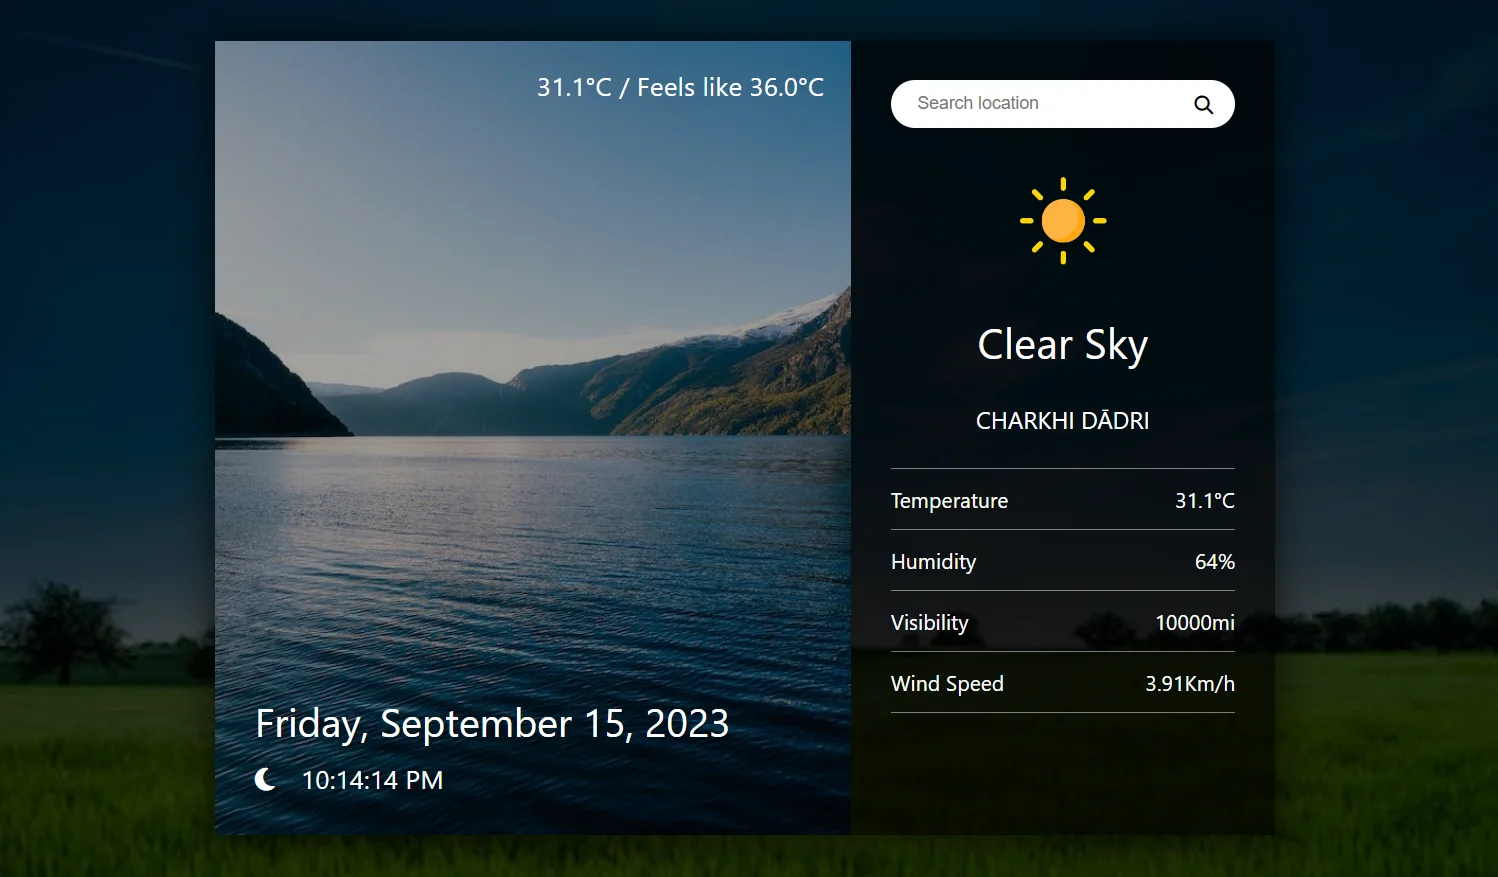 31.1°C / Feels like 36.0°C
Friday, September 15, 2023
10:14:14 PM
Search location
Clear Sky
CHARKHI DĀDRI
Temperature 31.1°C
Humidity 64%
Visibility 10000mi
Wind Speed 3.91Km/h